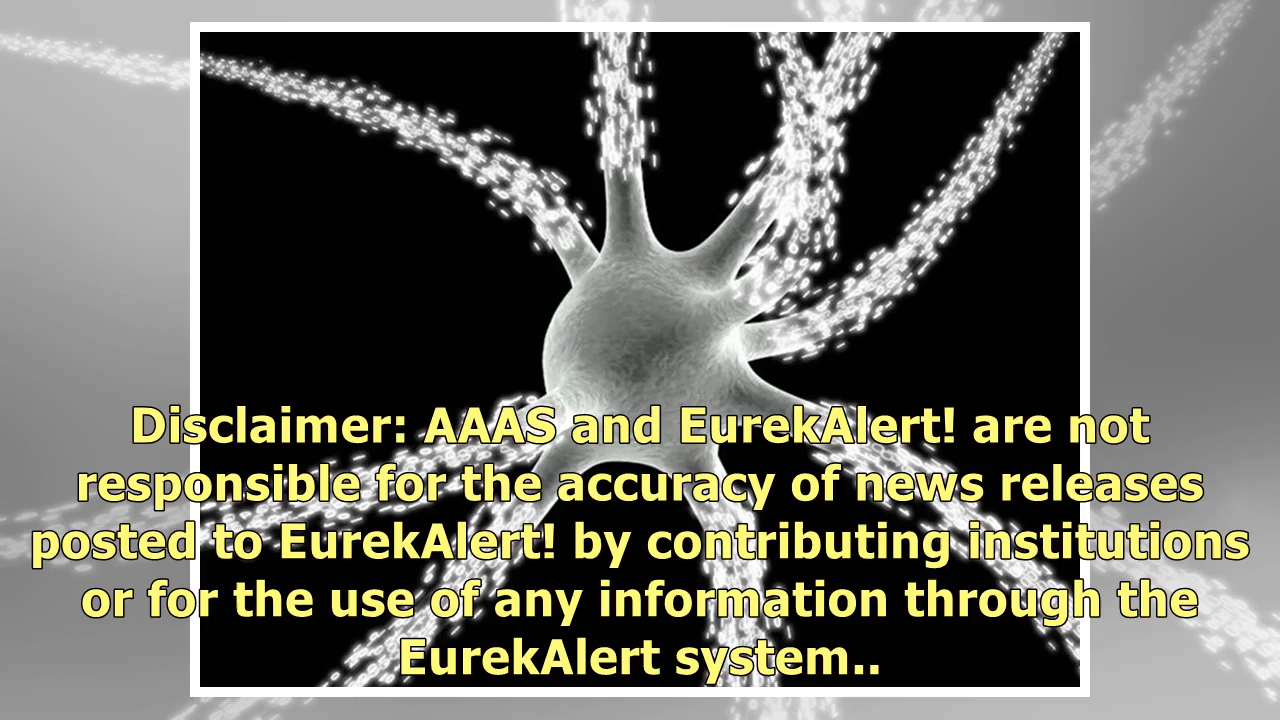 Disclaimer: AAAS and EurekAlert! are not
responsible for the accuracy of news releases
posted to EurekAlert! by contributing institutions
or for the use of any information through the
EurekAlert system..